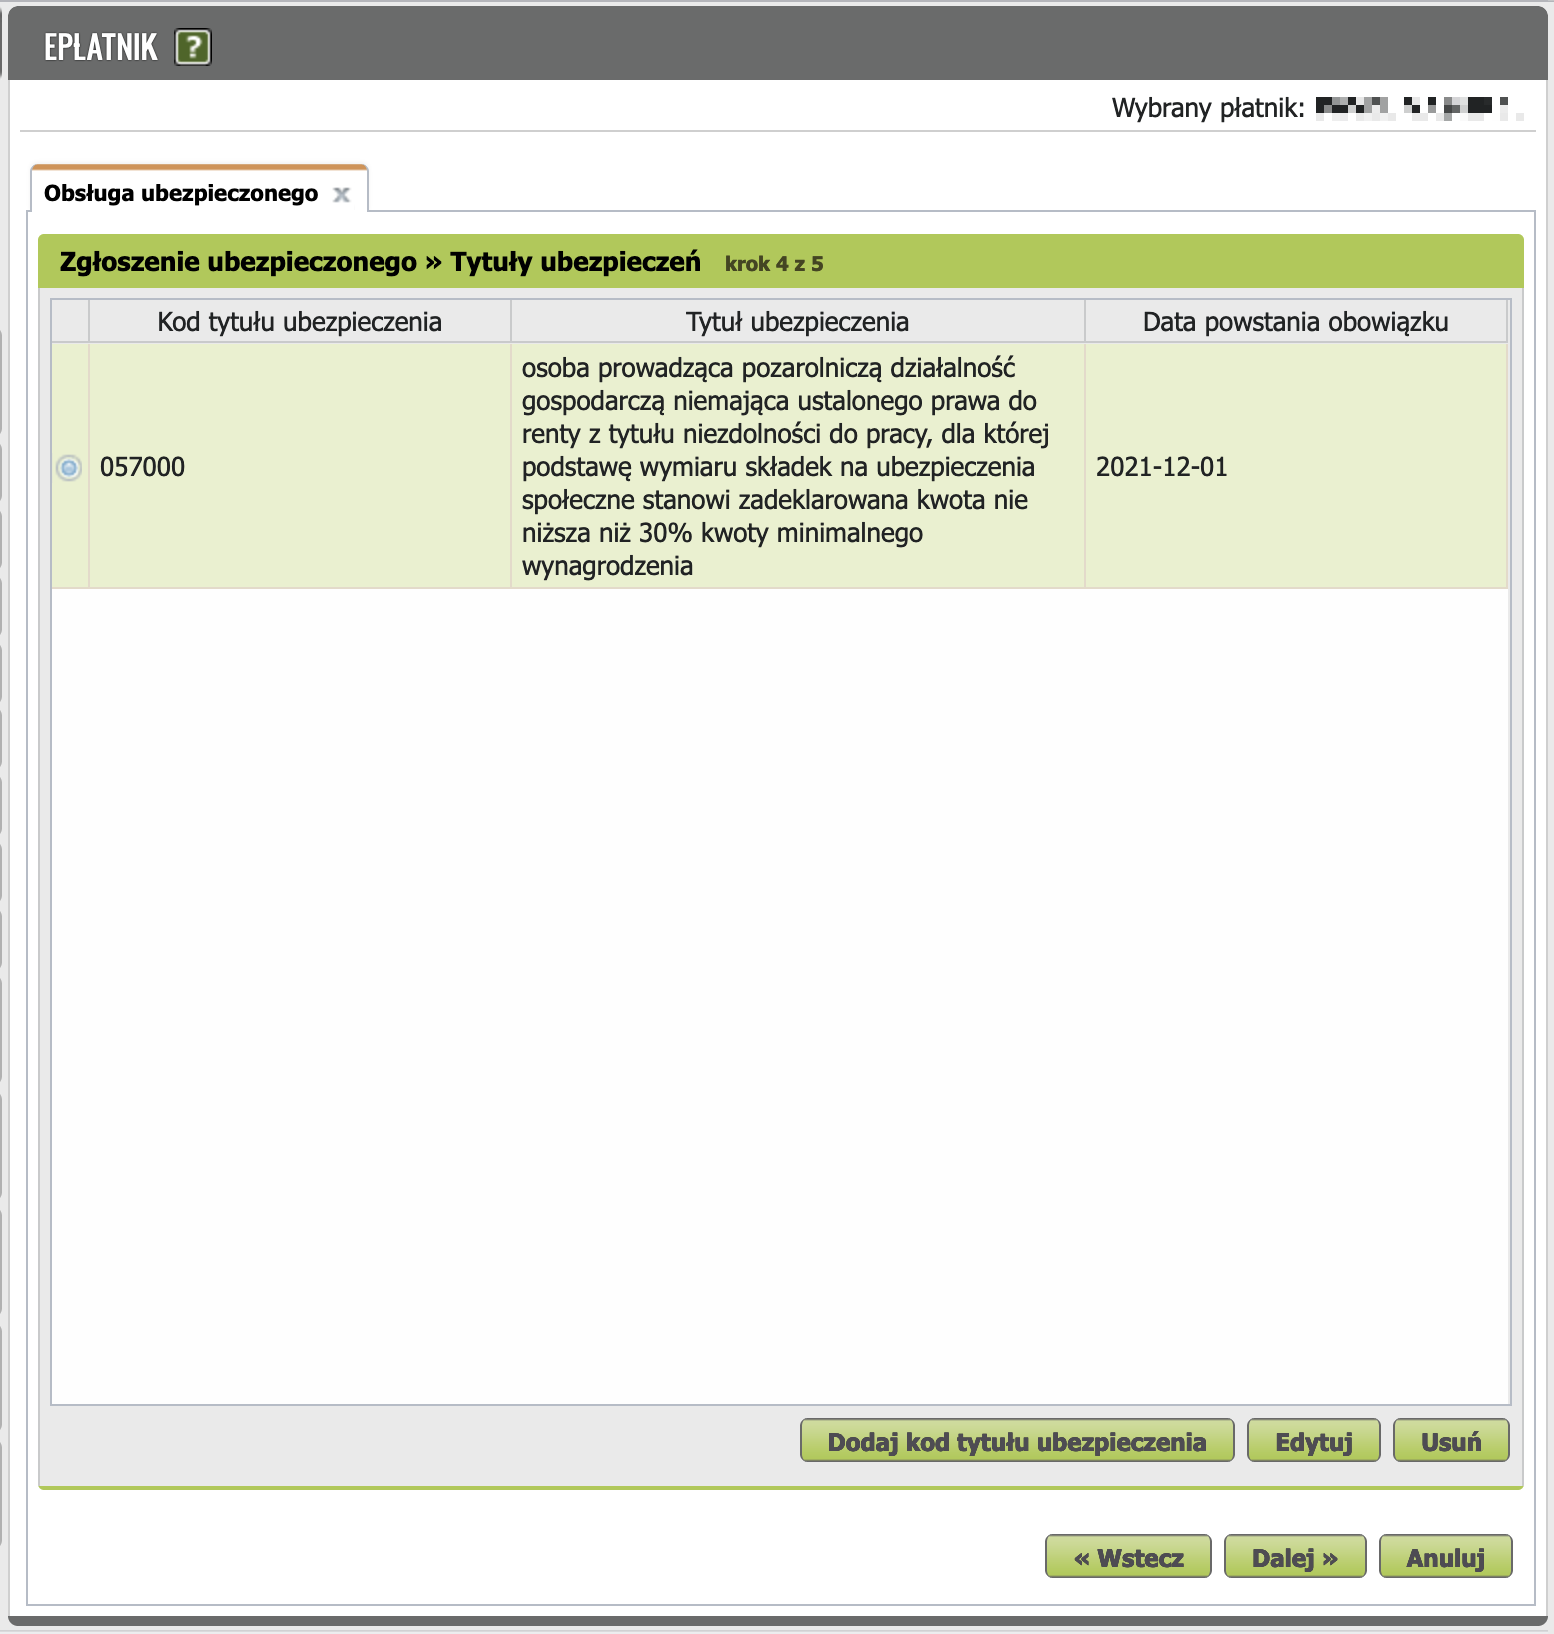 EPŁATNIK ?
Wybrany płatnik:
Obsługa ubezpieczonego x
Zgłoszenie ubezpieczonego » Tytuły ubezpieczeń krok 4 z 5
Kod tytułu ubezpieczenia Tytuł ubezpieczenia Data powstania obowiązku
057000
osoba prowadząca pozarolniczą działalność
gospodarczą niemająca ustalonego prawa do
renty z tytułu niezdolności do pracy, dla której
podstawę wymiaru składek na ubezpieczenia
społeczne stanowi zadeklarowana kwota nie
niższa niż 30% kwoty minimalnego
wynagrodzenia
2021-12-01
Dodaj kod tytułu ubezpieczenia Edytuj Usuń
« Wstecz Dalej » Anuluj